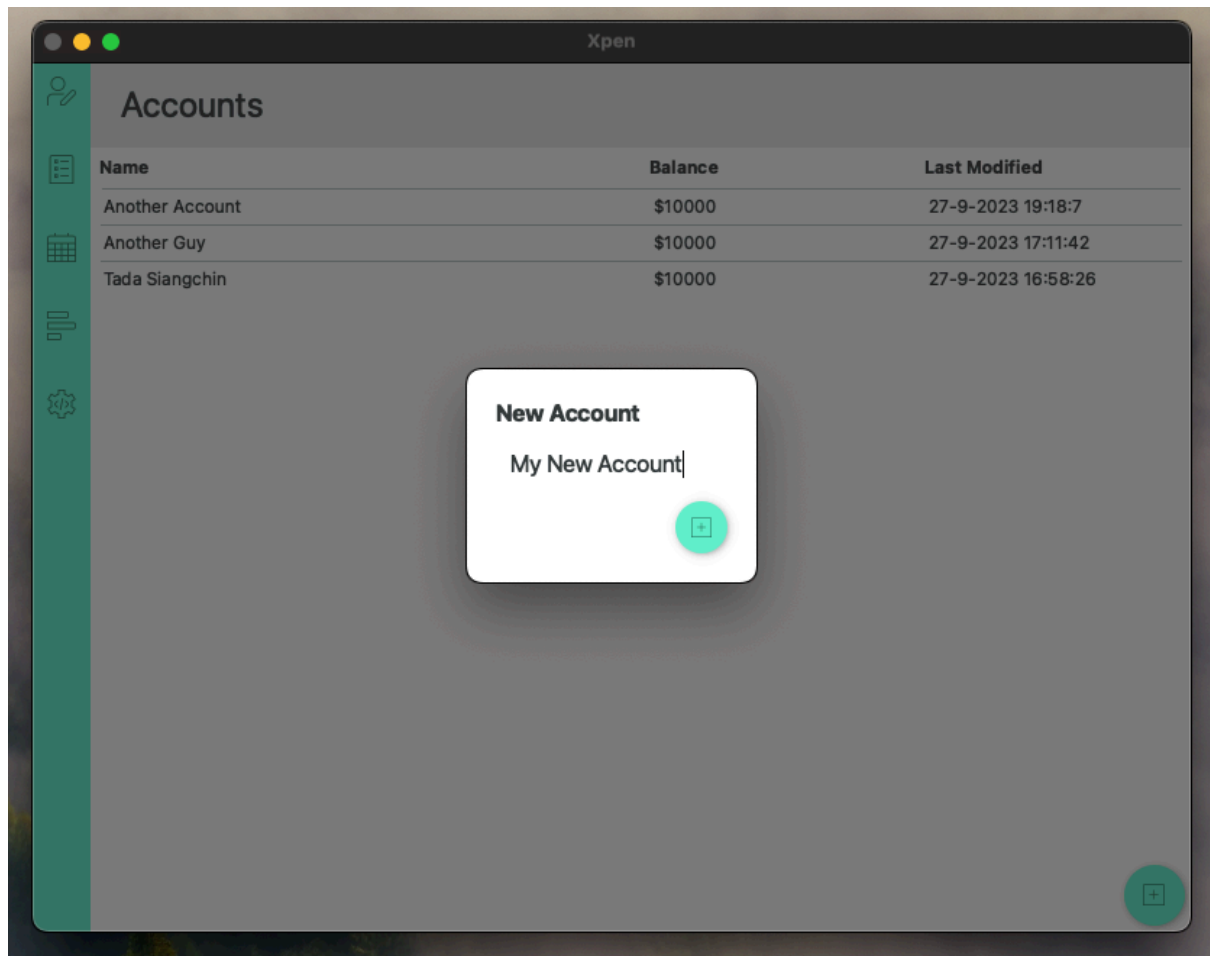 Xpen
Accounts
Name Balance Last Modified
Another Account $10000 27-9-2023 19:18:7
Another Guy $10000 27-9-2023 17:11:42
Tada Siangchin $10000 27-9-2023 16:58:26
New Account
My New Account